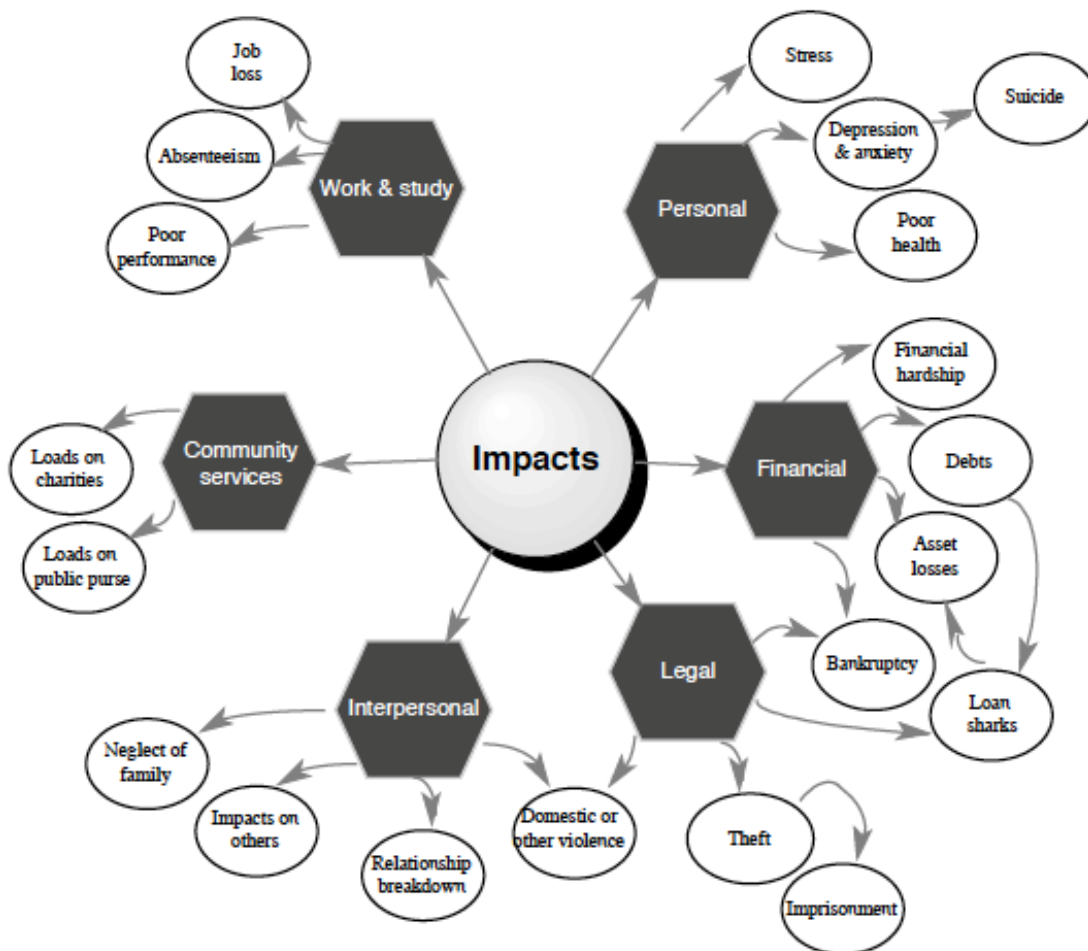 Job
loss
Absenteeism
Poor
performance
Work & study
Stress
Suicide
Depression
& anxiety
Personal
Poor
health
Impacts
Community
services
Loads on
charities
Loads on
public purse
Financial
Financial
hardship
Debts
Asset
losses
Bankruptcy
Loan
sharks
Legal
Interpersonal
Neglect of
family
Impacts on
others
Relationship
breakdown
Domestic or
other violence
Theft
Imprisonment